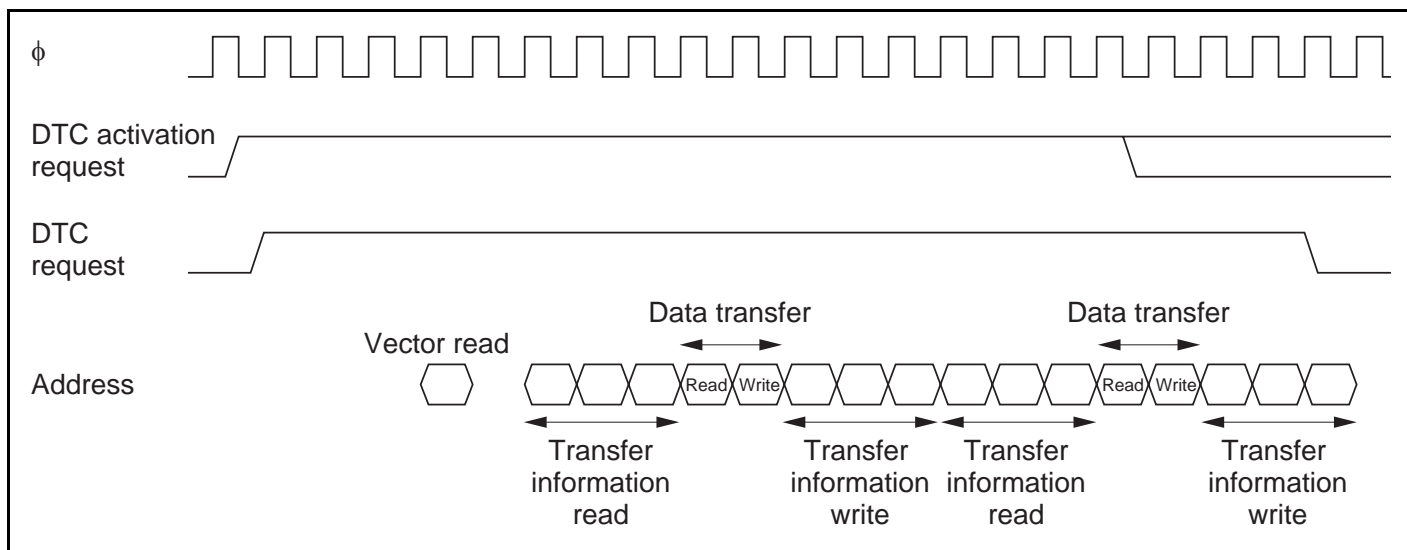 ϕ
DTC activation
request
DTC
request
Data transfer
Data transfer
Vector read
Address
Read
Write
Read
Write
Transfer
information
read
Transfer
information
write
Transfer
information
read
Transfer
information
write